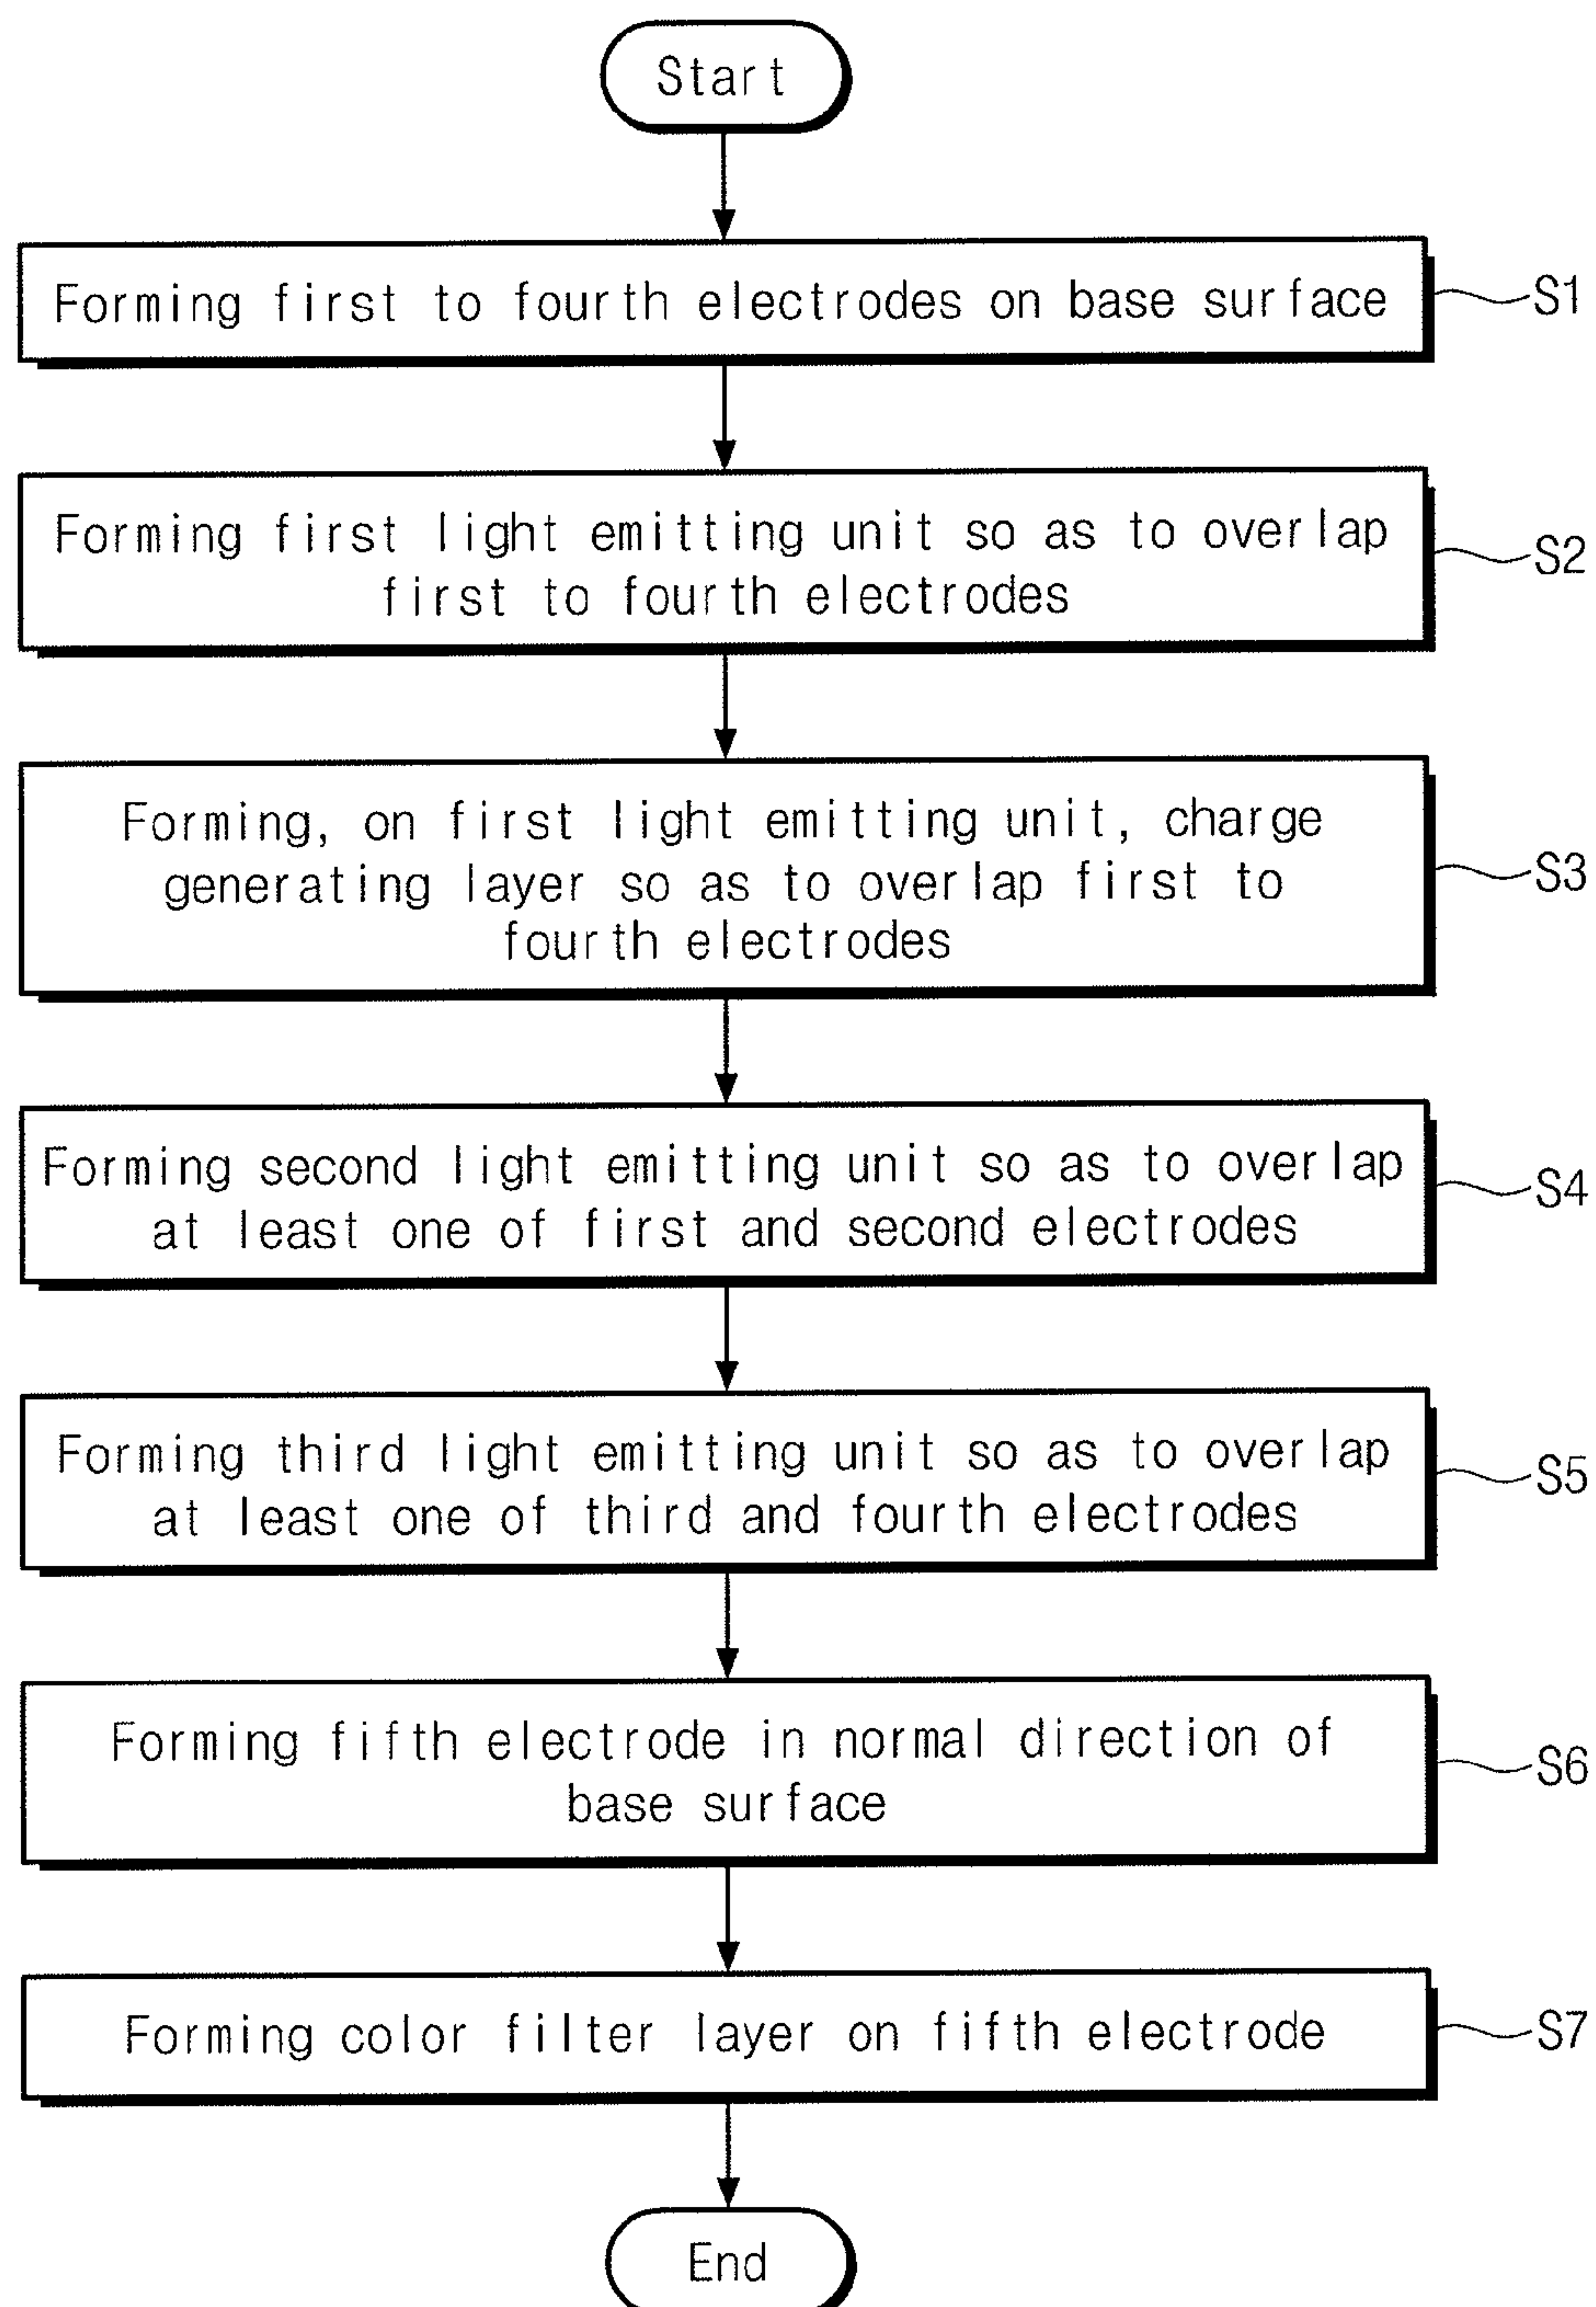 Start
Forming first to fourth electrodes on base surface
S1
Forming first light emitting unit so as to overlap
first to fourth electrodes
S2
Forming, on first light emitting unit, charge
generating layer so as to overlap first to
fourth electrodes
S3
Forming second light emitting unit so as to overlap
at least one of first and second electrodes
S4
Forming third light emitting unit so as to overlap
at least one of third and fourth electrodes
S5
Forming fifth electrode in normal direction of
base surface
S6
Forming color filter layer on fifth electrode
S7
End